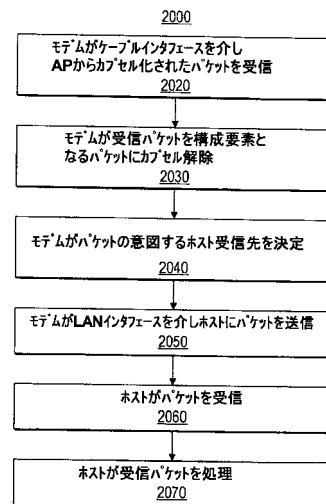 2000
モデムがケーブルインタフェースを介し
APからカプセル化されたパケットを受信
2020
モデムが受信パケットを構成要素と
なるパケットにカプセル解除
2030
モデムがパケットの意図するホスト受信先を決定
2040
モデムがLANインタフェースを介しホストにパケットを送信
2050
ホストがパケットを受信
2060
ホストが受信パケットを処理
2070